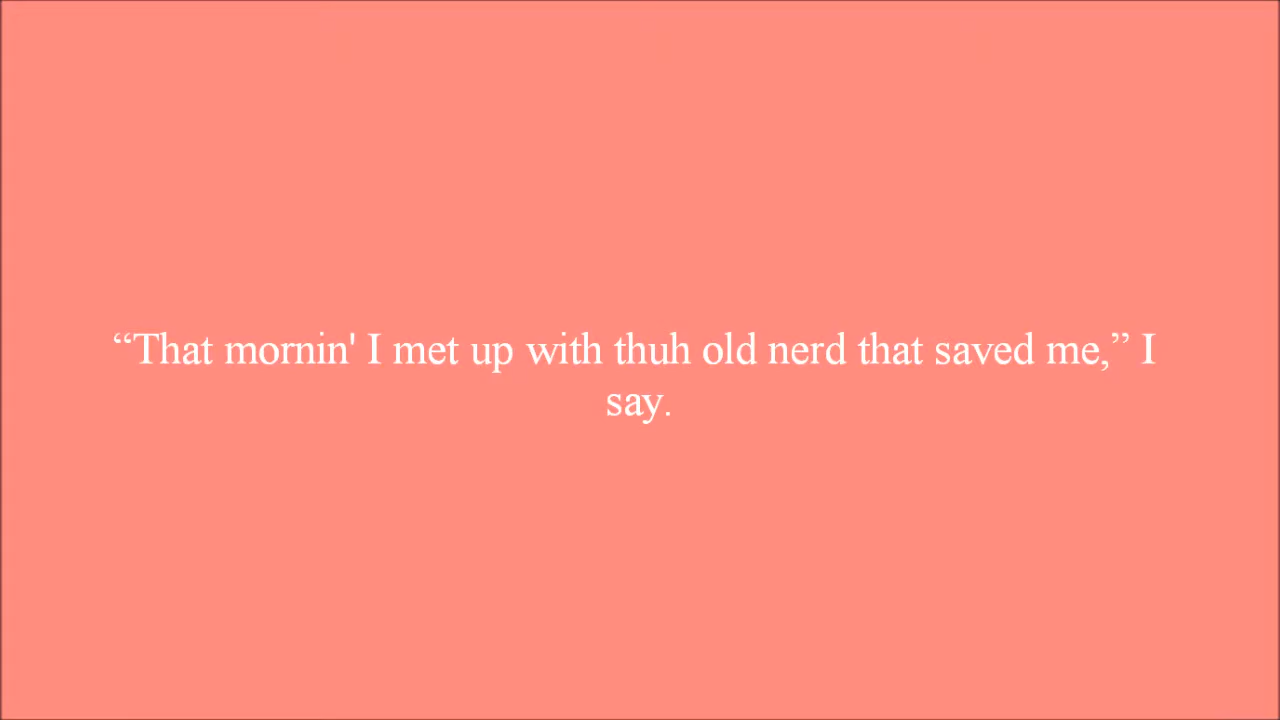 “That mornin' I met up with thuh old nerd that saved me,” I
say.